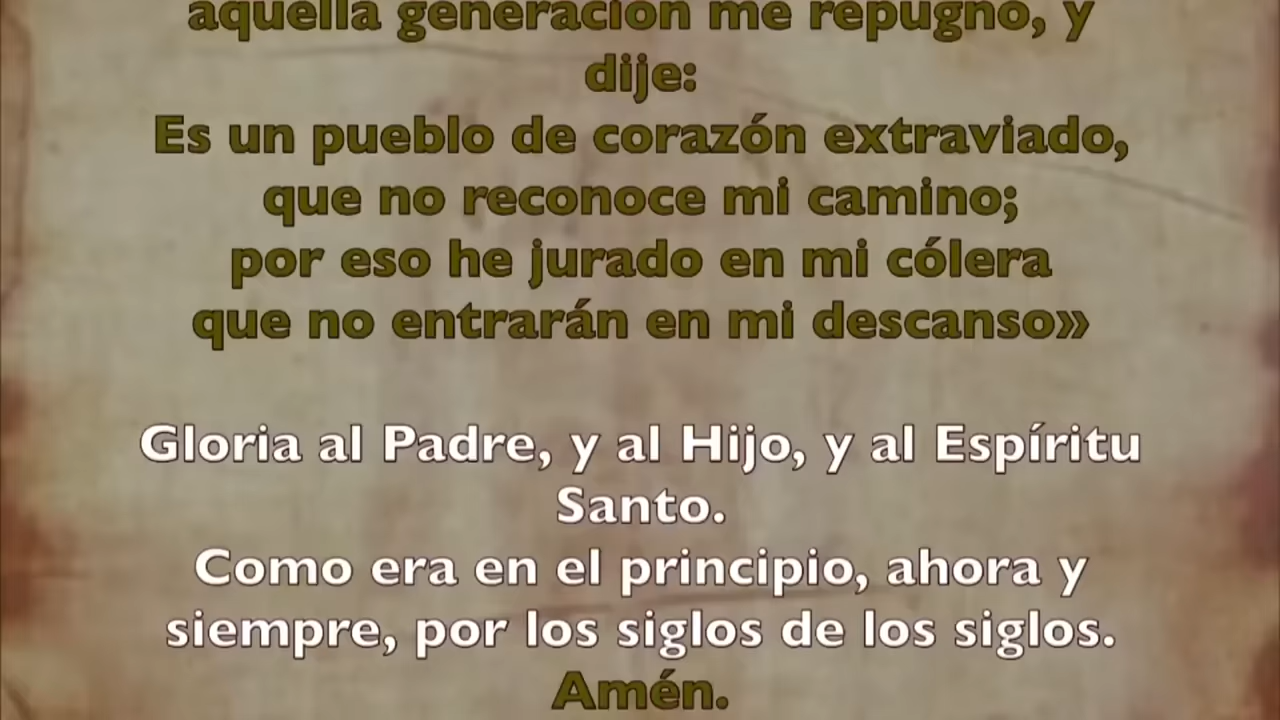 aquella generación me repugnó, y
dije:
Es un pueblo de corazón extraviado,
que no reconoce mi camino;
por eso he jurado en mi cólera
que no entrarán en mi descanso»
Gloria al Padre, y al Hijo, y al Espíritu
Santo.
Como era en el principio, ahora y
siempre, por los siglos de los siglos.
Amén.